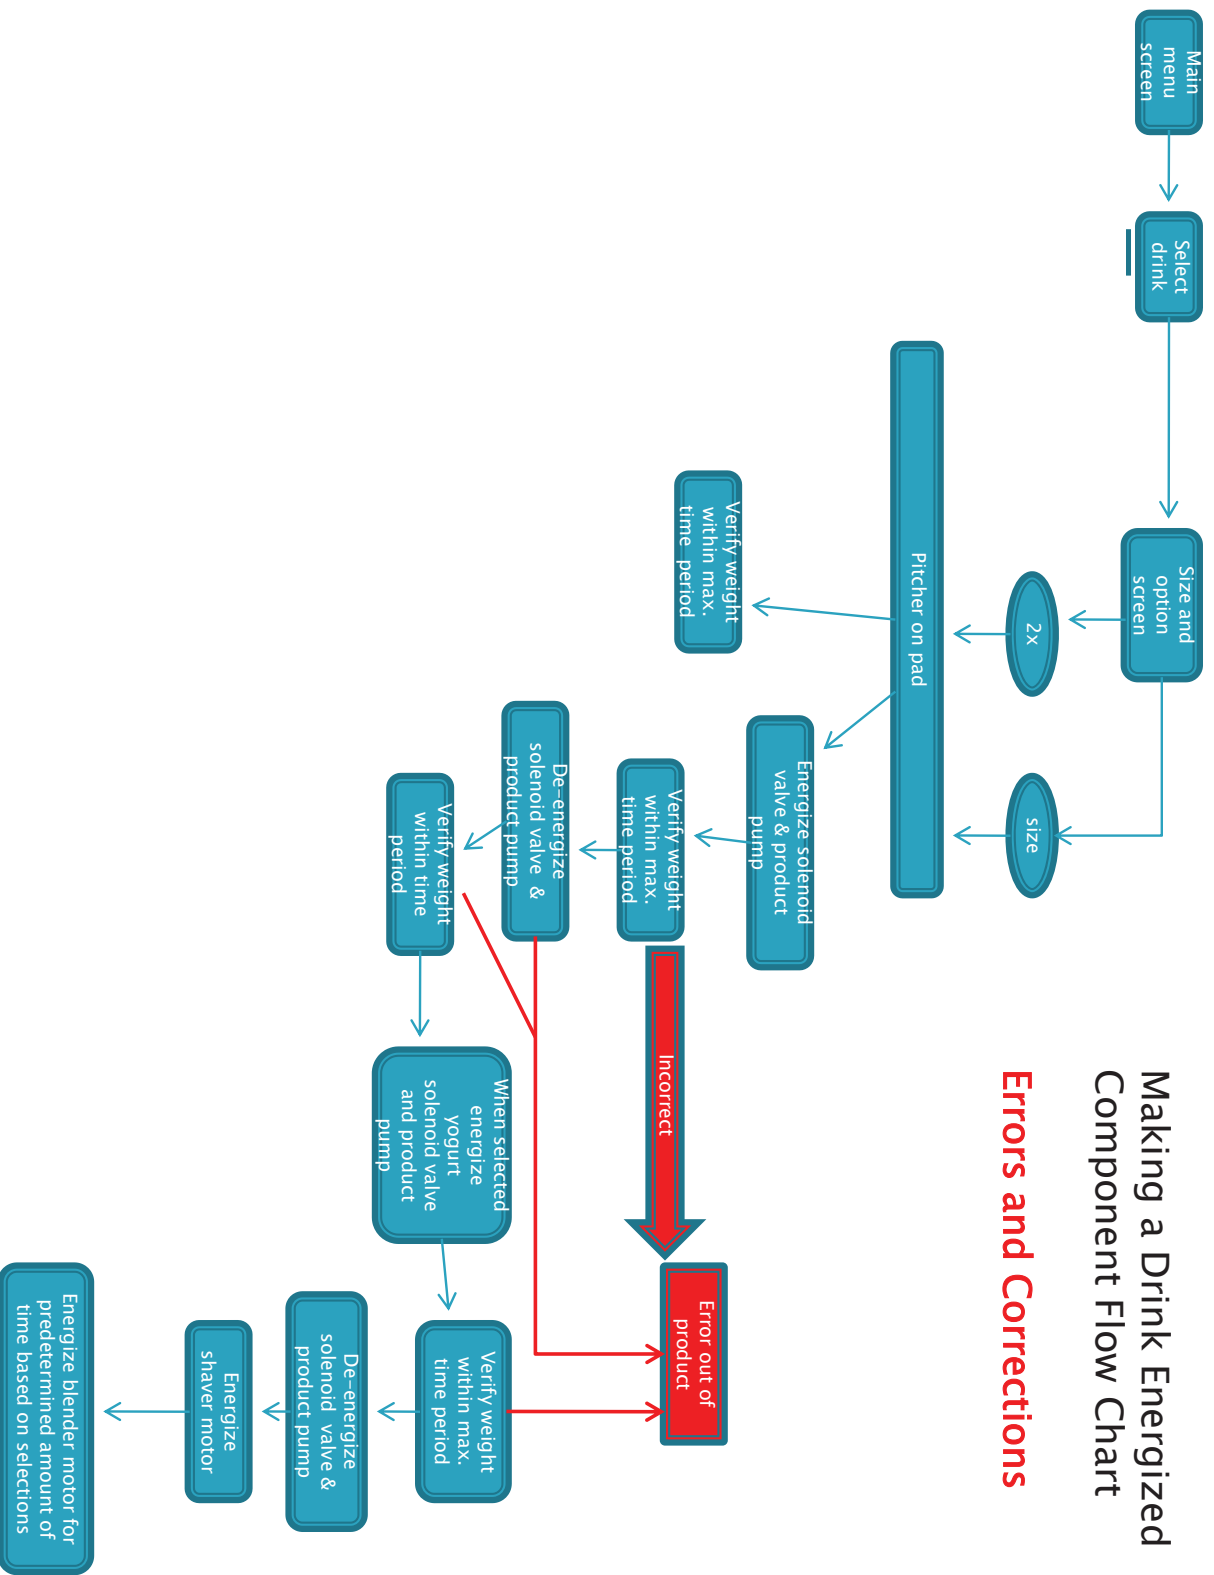 Making a Drink Energized
Component Flow Chart
Errors and Corrections
Main
menu
screen
Select
drink
Size and
option
screen
2x
size
Pitcher on pad
Verify weight
within max.
time period
Energize solenoid
valve & product
pump
Verify weight
within max.
time period
Incorrect
Error out of
product
De-energize
solenoid valve &
product pump
Verify weight
within time
period
When selected
energize
yogurt
solenoid valve
and product
pump
Verify weight
within max.
time period
De-energize
solenoid valve &
product pump
Energize
shaver motor
Energize blender motor for
predetermined amount of
time based on selections